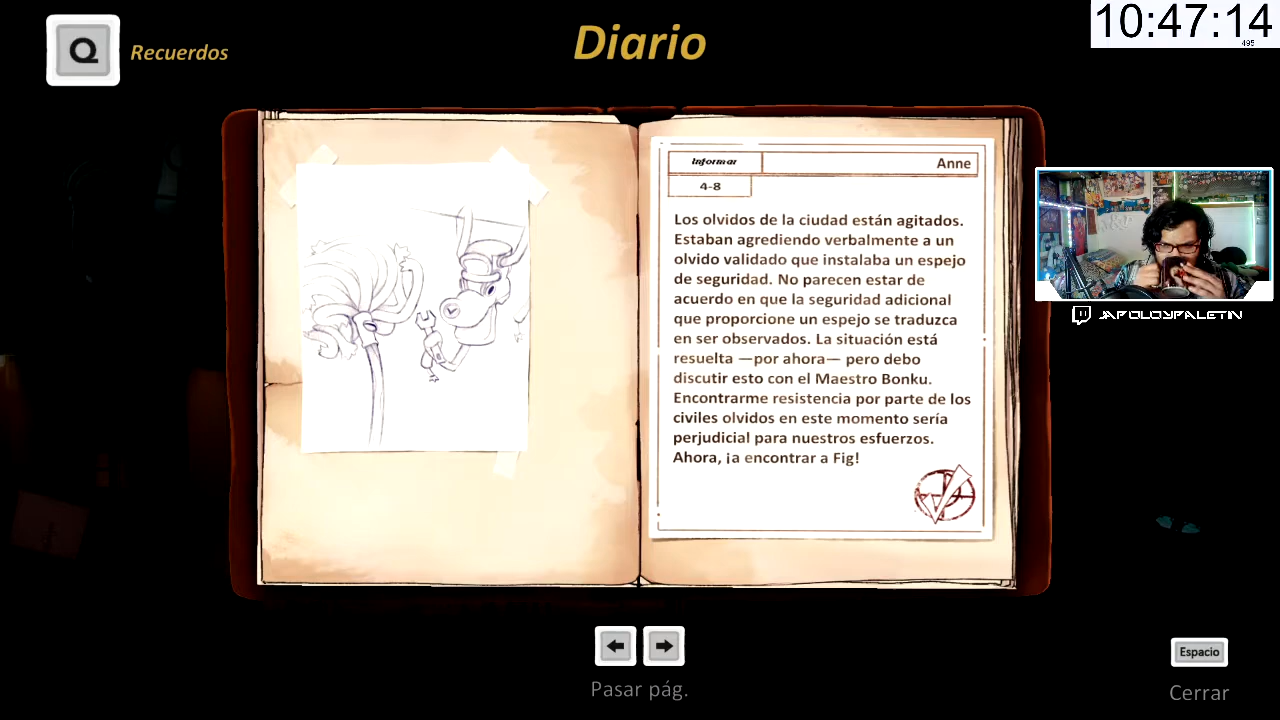 10:47:14
495
Q
Recuerdos
Diario
Informar
Anne
4-8
Los olvidos de la ciudad están agitados.
Estaban agrediendo verbalmente a un
olvido validado que instalaba un espejo
de seguridad. No parecen estar de
acuerdo en que la seguridad adicional
que proporcione un espejo se traduzca
en ser observados. La situación está
resuelta —por ahora— pero debo
discutir esto con el Maestro Bonku.
Encontrarme resistencia por parte de los
civiles olvidos en este momento sería
perjudicial para nuestros esfuerzos.
Ahora, ¡a encontrar a Fig!
APOLOYPALETIN
Pasar pág.
Espacio
Cerrar